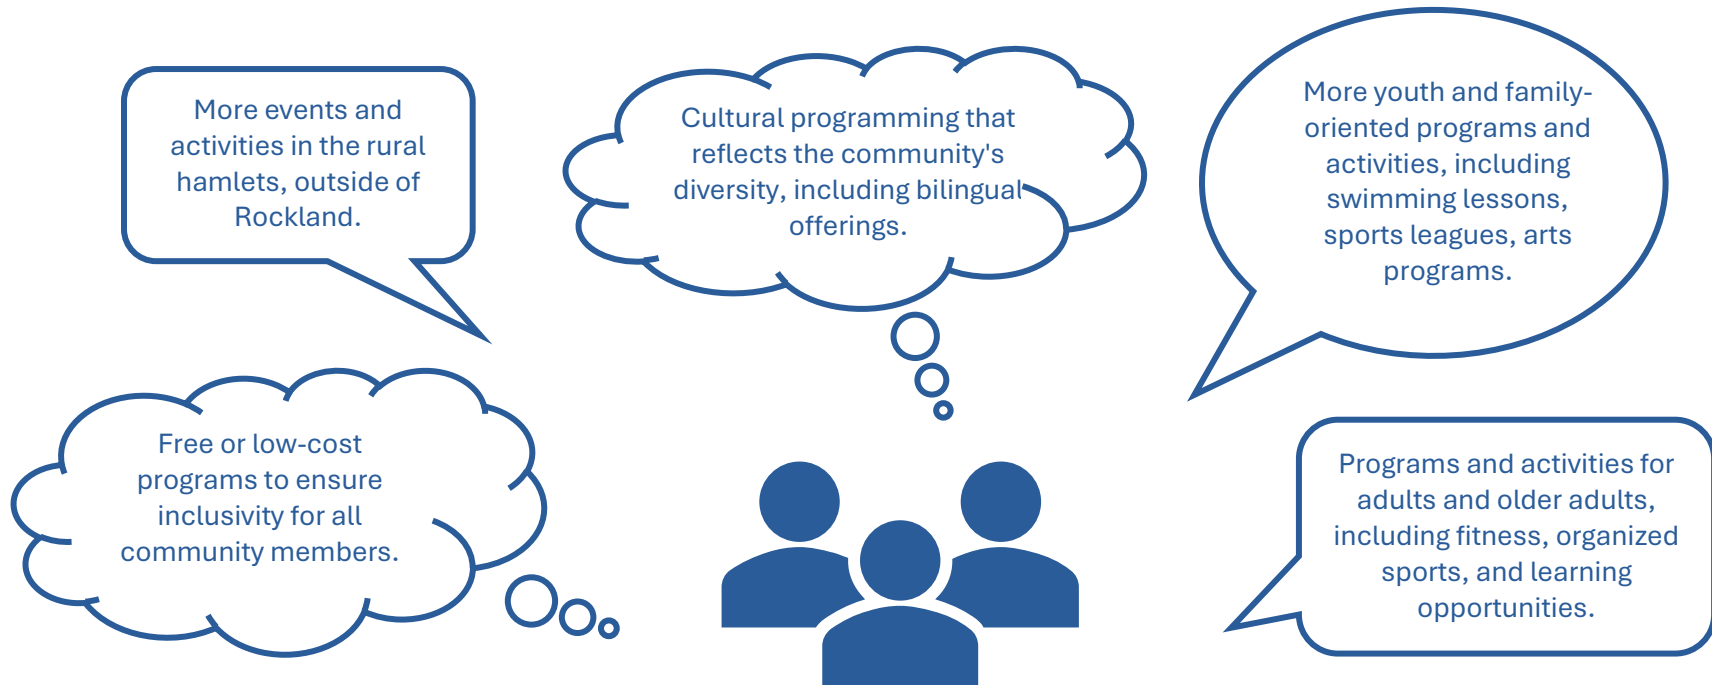 More events and
activities in the rural
hamlets, outside of
Rockland.
Cultural programming that
reflects the community's
diversity, including bilingual
offerings.
More youth and family-
oriented programs and
activities, including
swimming lessons,
sports leagues, arts
programs.
Free or low-cost
programs to ensure
inclusivity for all
community members.
Programs and activities for
adults and older adults,
including fitness, organized
sports, and learning
opportunities.